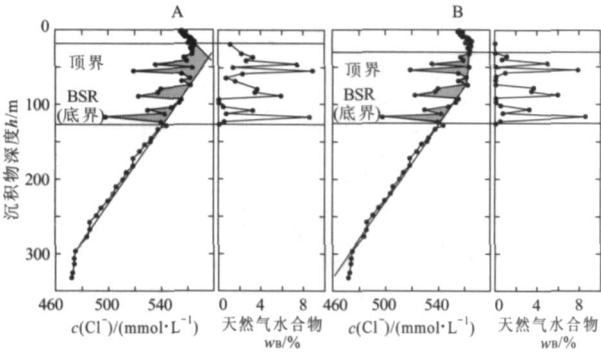 A B
0
100
200
300
沉积物深度h/m
顶界
BSR
(底界)
顶界
BSR
(底界)
460 540 0 4 8 460 540 0 4 8
c(Cl⁻)/(mmol·L⁻¹) 天然气水合物 c(Cl⁻)/(mmol·L⁻¹) 天然气水合物
wB/% wB/%